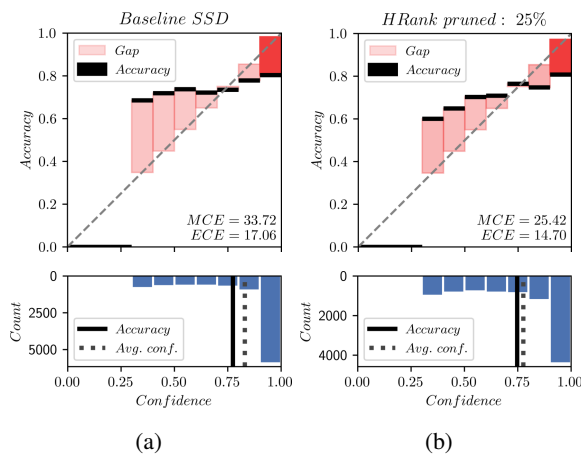 Baseline SSD
1.0
0.8
0.6
0.4
0.2
0.0
Accuracy
Gap
Accuracy
MCE = 33.72
ECE = 17.06
0
2500
5000
Count
Accuracy
Avg. conf.
0.00 0.25 0.50 0.75 1.00
Confidence
(a)
HRank pruned : 25%
1.0
0.8
0.6
0.4
0.2
0.0
Accuracy
Gap
Accuracy
MCE = 25.42
ECE = 14.70
0
1000
2000
3000
4000
Count
Accuracy
Avg. conf.
0.00 0.25 0.50 0.75 1.00
Confidence
(b)